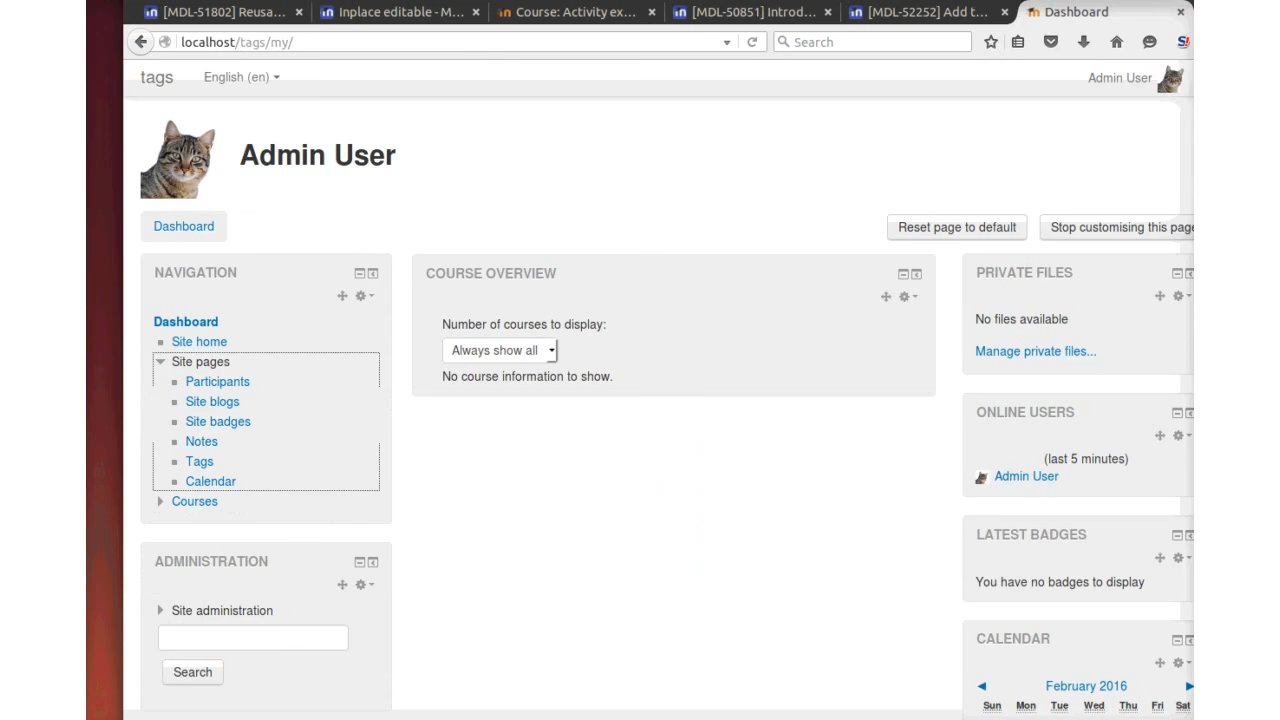 [MDL-51802] Reusa... × Inplace editable - M... × Course: Activity ex... × [MDL-50851] Introd... × [MDL-52252] Add t... × Dashboard ×
localhost/tags/my/ Search
tags English (en) Admin User
Admin User
Dashboard Reset page to default Stop customising this page
NAVIGATION
Dashboard
Site home
Site pages
Participants
Site blogs
Site badges
Notes
Tags
Calendar
Courses
ADMINISTRATION
Site administration
Search
COURSE OVERVIEW
Number of courses to display:
Always show all
No course information to show.
PRIVATE FILES
No files available
Manage private files...
ONLINE USERS
(last 5 minutes)
Admin User
LATEST BADGES
You have no badges to display
CALENDAR
◄ February 2016 ►
Sun Mon Tue Wed Thu Fri Sat